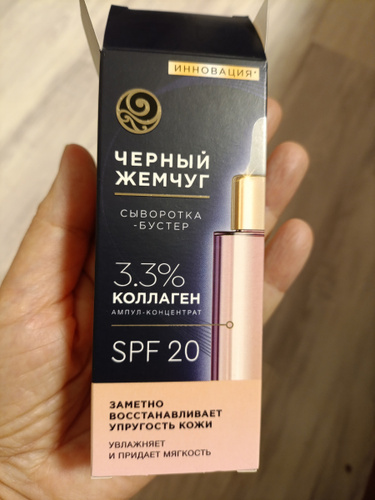 ИННОВАЦИЯ*
ЧЕРНЫЙ
ЖЕМЧУГ
СЫВОРОТКА
-БУСТЕР
3.3%
КОЛЛАГЕН
АМПУЛ-КОНЦЕНТРАТ
SPF 20
ЗАМЕТНО
ВОССТАНАВЛИВАЕТ
УПРУГОСТЬ КОЖИ
УВЛАЖНЯЕТ
И ПРИДАЕТ МЯГКОСТЬ